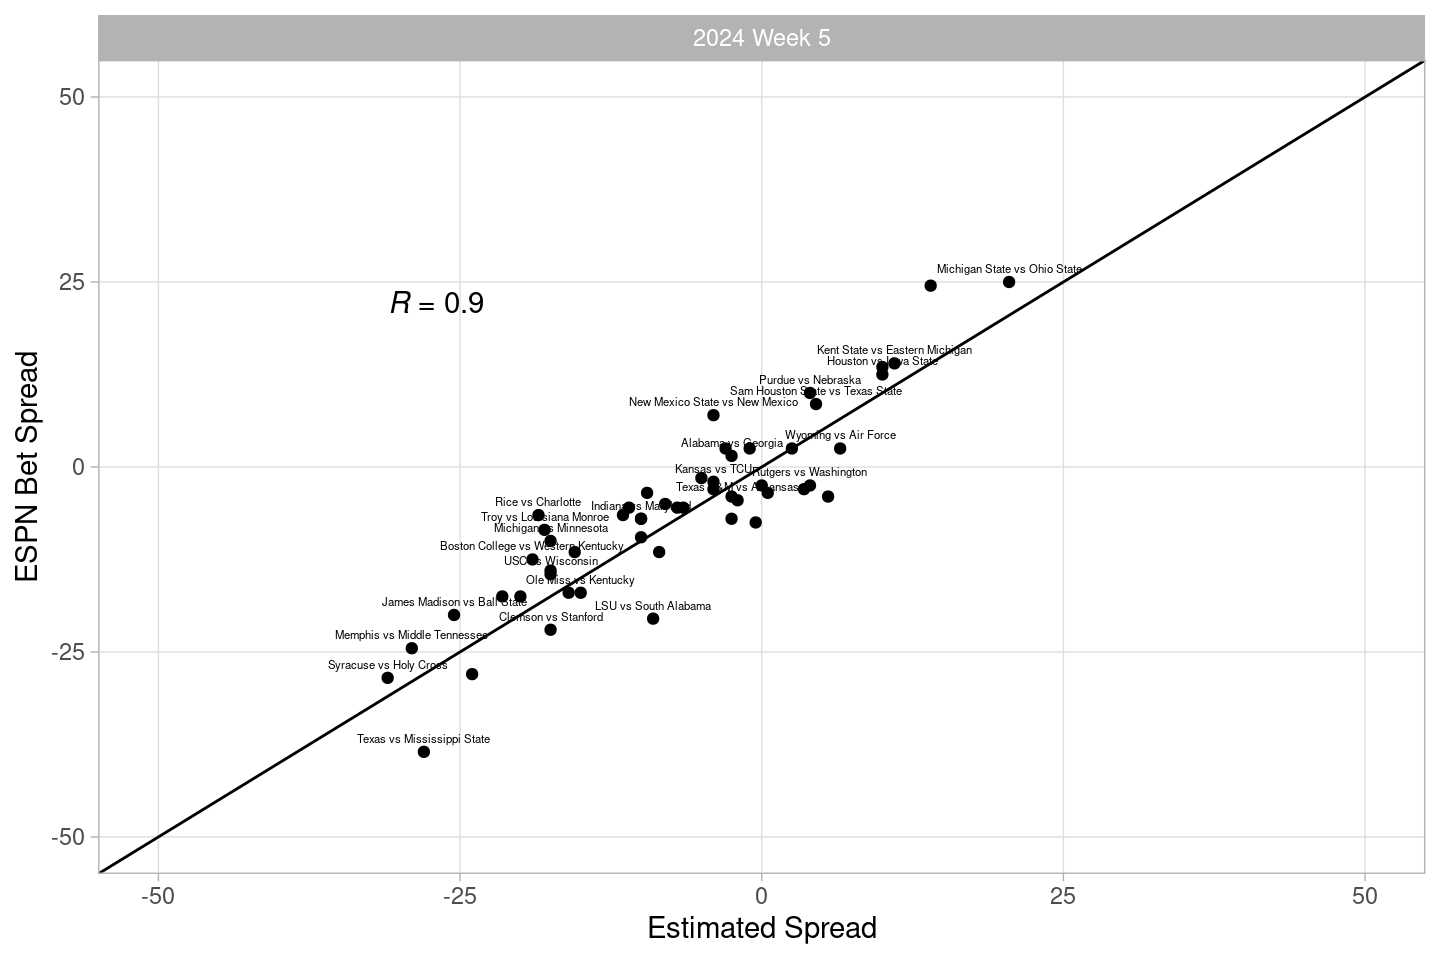 2024 Week 5
50
25
0
-25
-50
ESPN Bet Spread
R = 0.9
Michigan State vs Ohio State
Kent State vs Eastern Michigan
Houston vs Iowa State
Purdue vs Nebraska
Sam Houston State vs Texas State
New Mexico State vs New Mexico
Alabama vs Georgia
Wyoming vs Air Force
Kansas vs TCU
Rutgers vs Washington
Texas A&M vs Arkansas
Rice vs Charlotte
Indiana vs Maryland
Troy vs Louisiana Monroe
Michigan vs Minnesota
Boston College vs Western Kentucky
USC vs Wisconsin
Ole Miss vs Kentucky
James Madison vs Ball State
LSU vs South Alabama
Clemson vs Stanford
Memphis vs Middle Tennessee
Syracuse vs Holy Cross
Texas vs Mississippi State
-50
-25
0
25
50
Estimated Spread